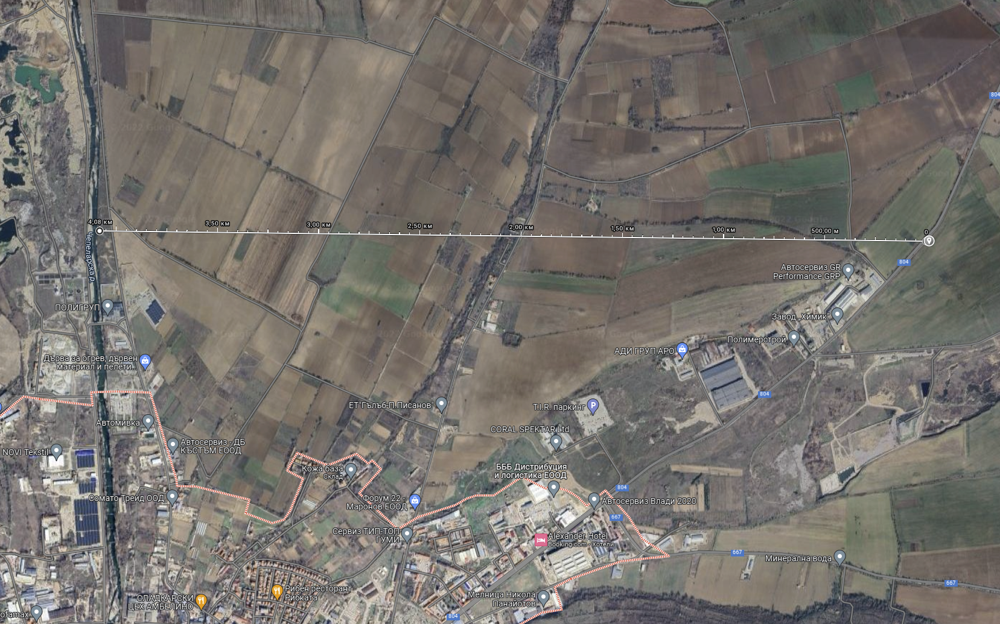 804
4,08 км
3,50 км
3,00 км
2,50 км
2,00 км
1,50 км
1,00 км
500,00 м
0
Чепеларска р.
804
Автосервиз GR
Performance GRP
ПОЛИГРУП
Завод „Химик“
Полимерстрой
АДИ ГРУП АРО
Дърва за огрев, дървен
материал и пелети...
804
ЕТ"Гълъб-П.Писанов"
T.I.R. паркинг
P
Автомивка
CORAL SPEKTAR Ltd
Автосервиз - ДБ
КЪСТЪМ ЕООД
NOVI Tekstil
Кожа база
Склад
БББ Дистрибуция
и логистика ЕООД
804
Сомато Трейд ООД
Форум 22 -
Маронов ЕООД
Автосервиз Влади 2020
667
Сервиз ТИП-ТОП
ГУМИ
Alexander Hotel
Booking.com - Хотели
667
Минерална вода
667
Рибен ресторант
Рибката
СЛАДКАРСКИ
ЦЕХ АМБЕЛИНО
Мелница Никола
Панайотов
ofamax
804